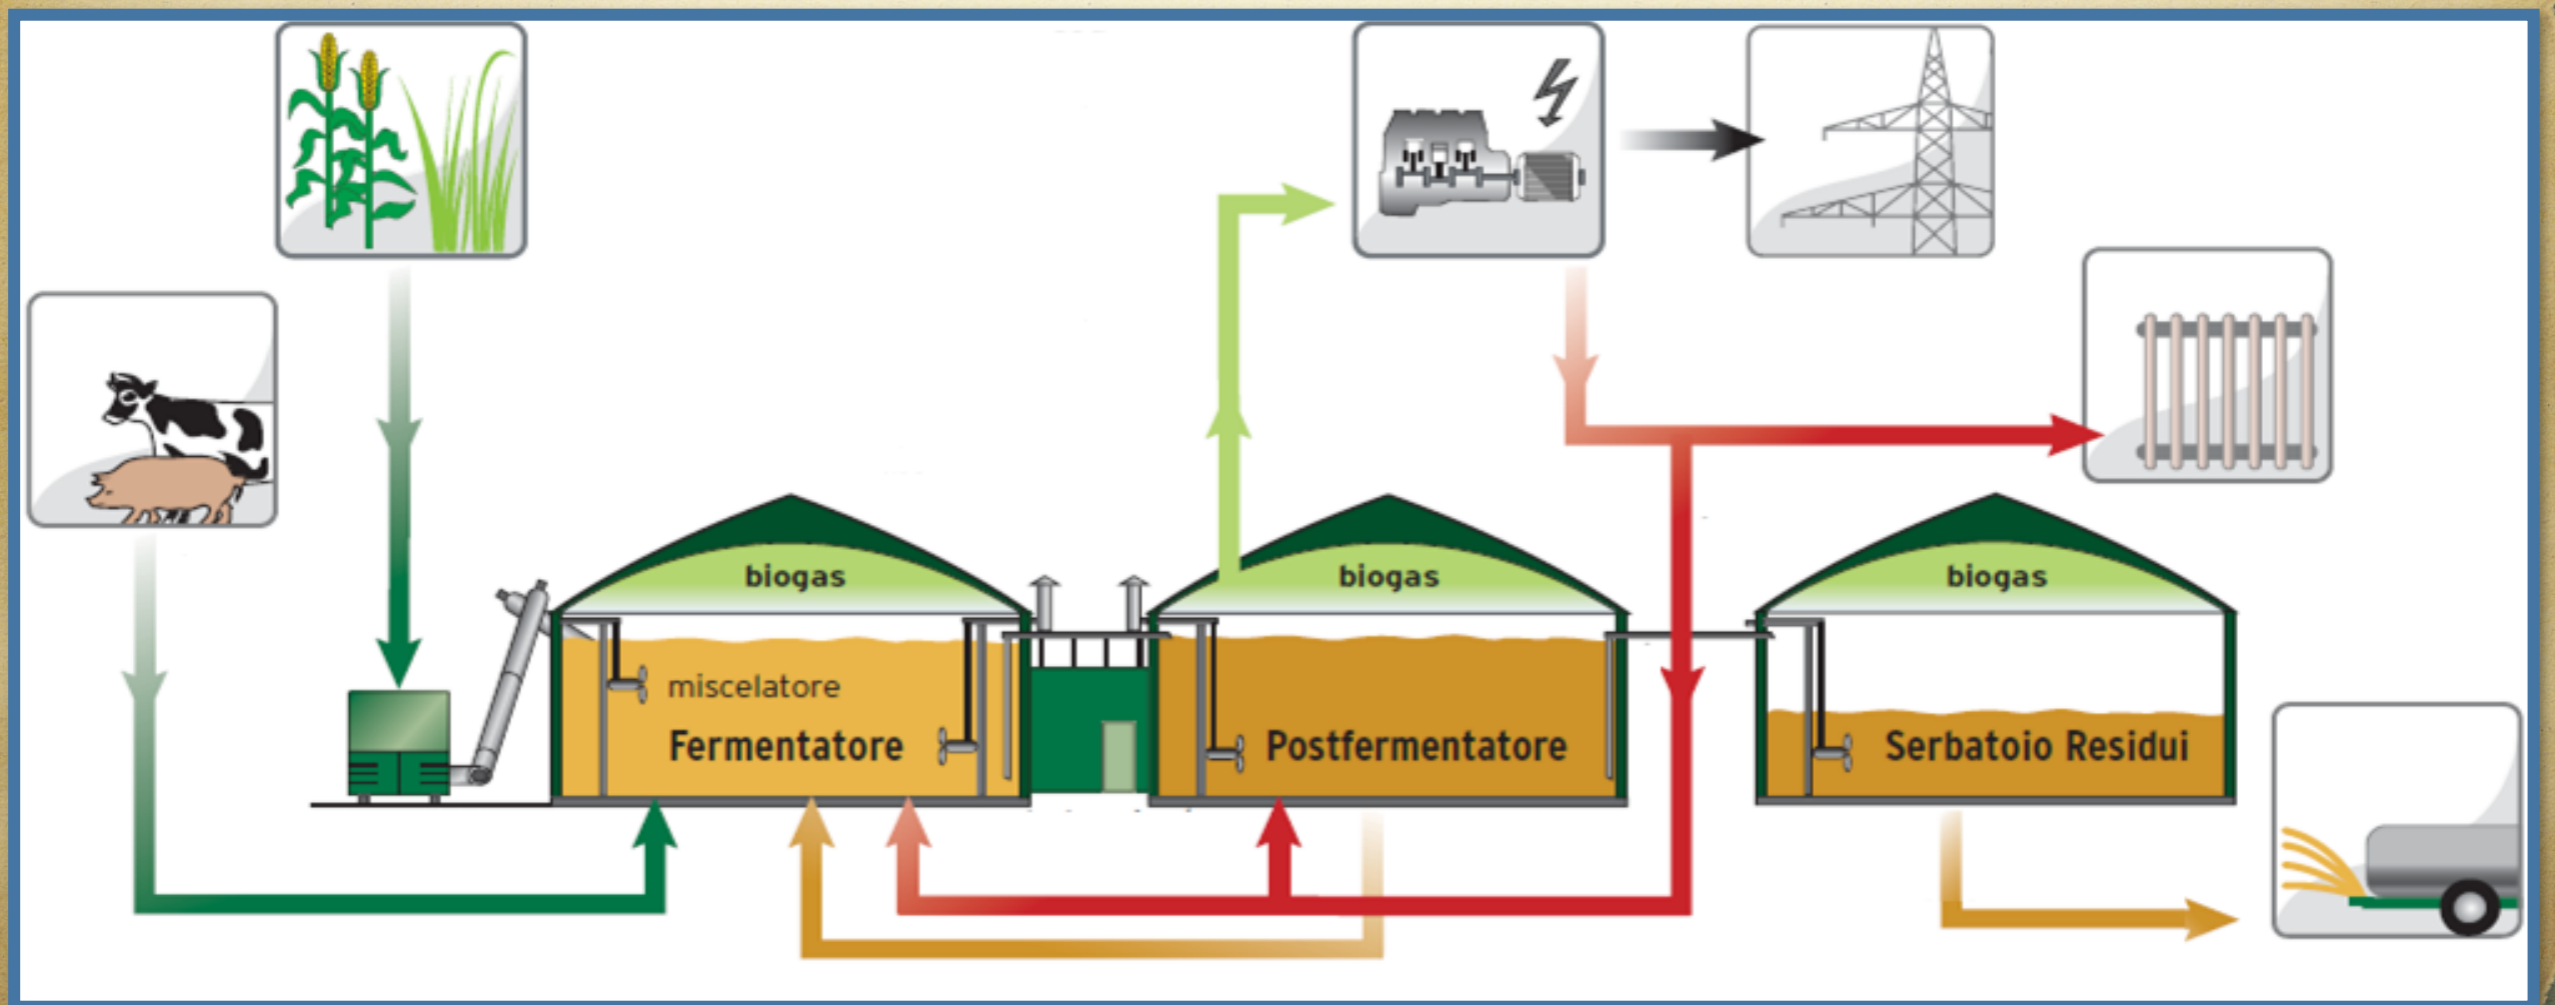 biogas
biogas
biogas
miscelatore
Fermentatore
Postfermentatore
Serbatoio Residui